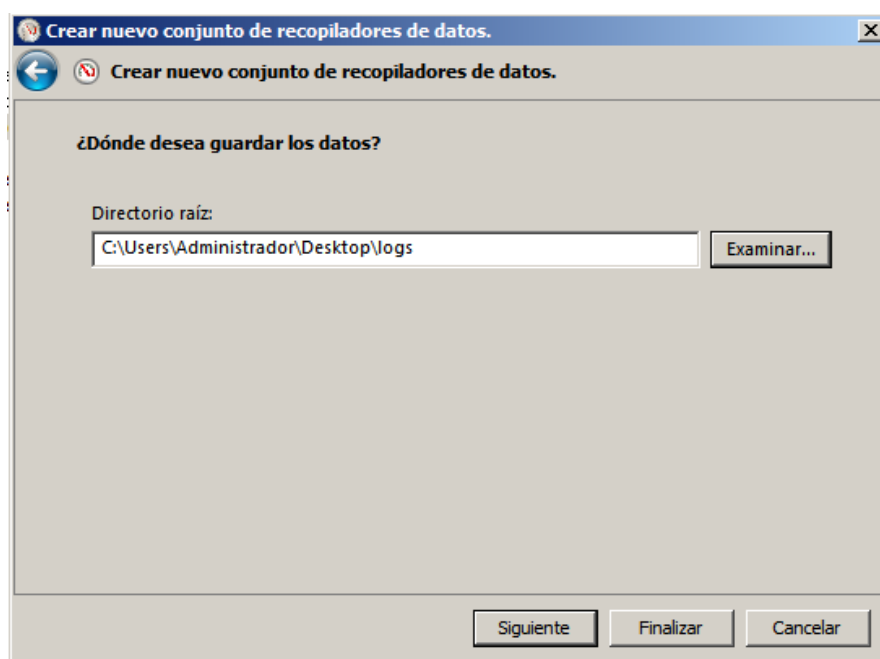 Crear nuevo conjunto de recopiladores de datos.
Crear nuevo conjunto de recopiladores de datos.
¿Dónde desea guardar los datos?
Directorio raíz:
C:\Users\Administrador\Desktop\logs
Examinar...
Siguiente
Finalizar
Cancelar